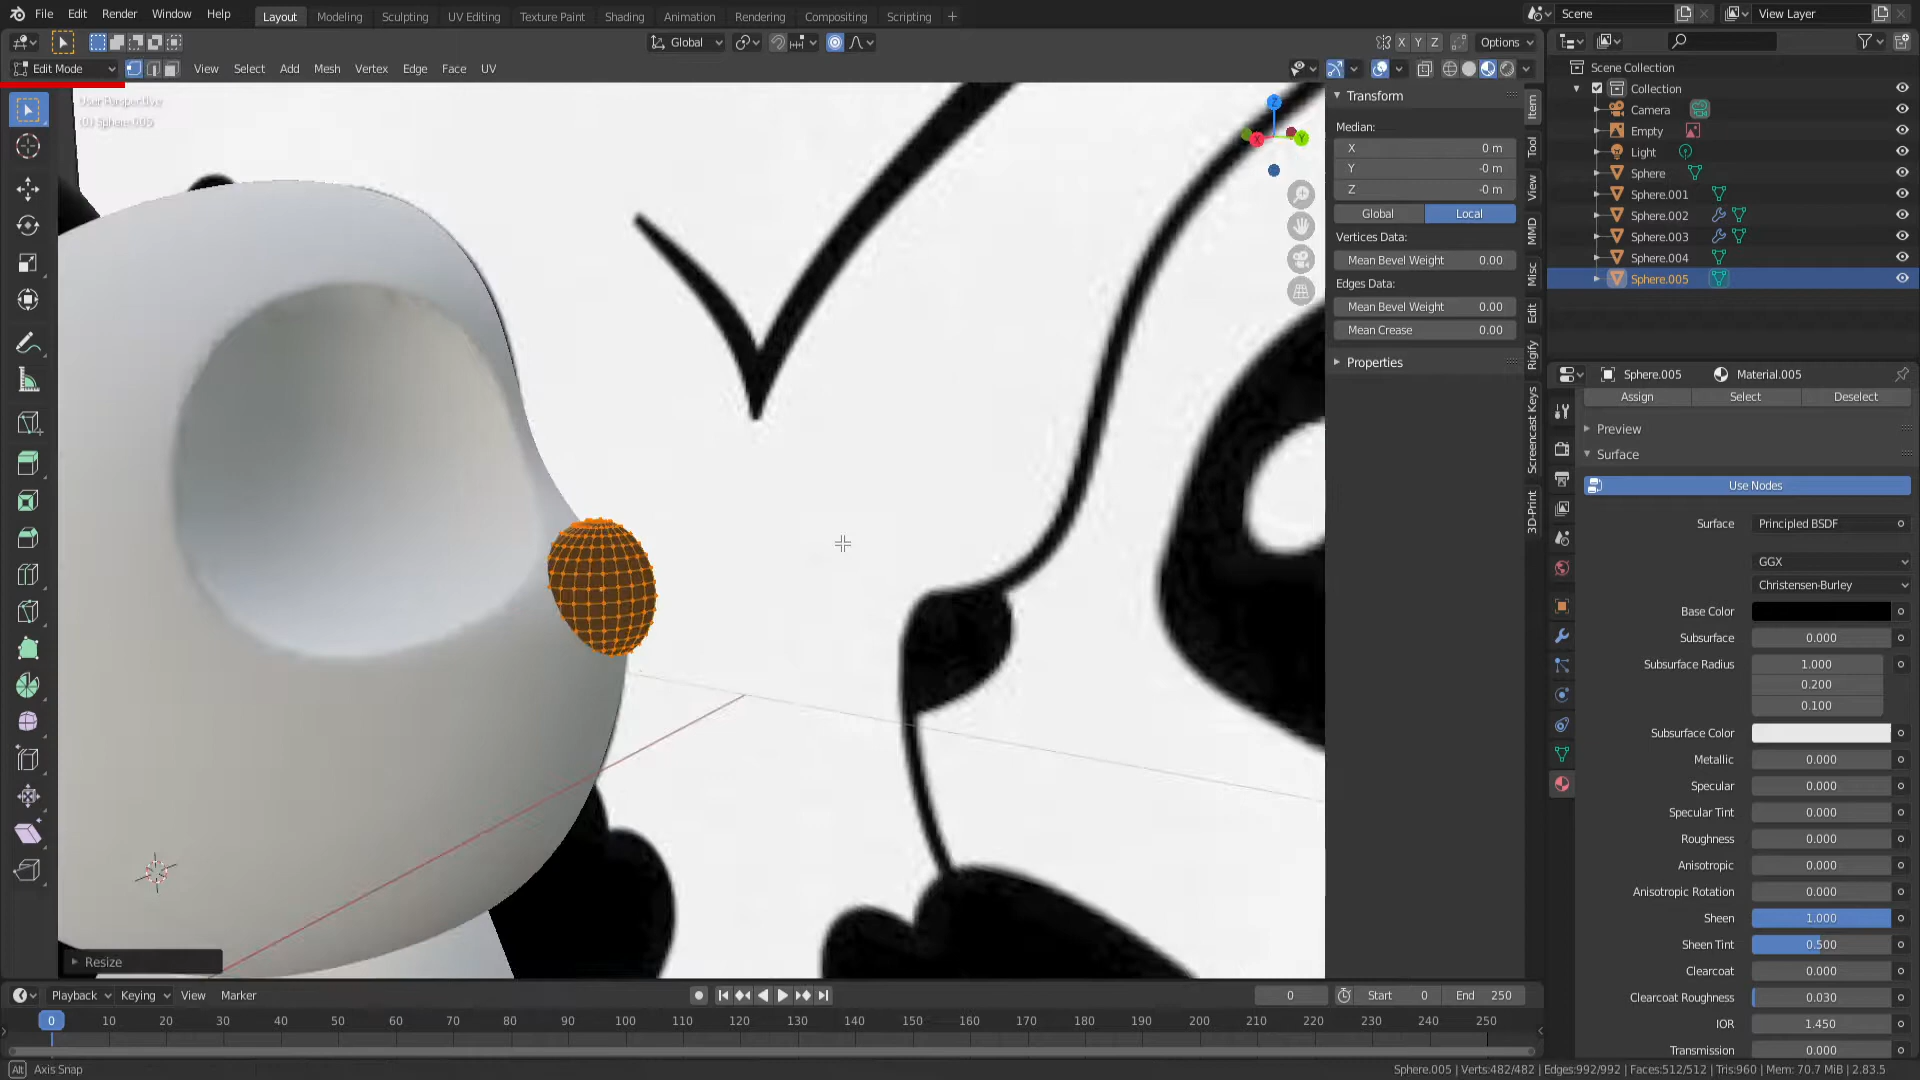 File Edit Render Window Help Layout Modeling Sculpting UV Editing Texture Paint Shading Animation Rendering Compositing Scripting + Scene View Layer
Global X Y Z Options
Edit Mode View Select Add Mesh Vertex Edge Face UV
User Perspective
(0) Sphere.005
Transform
Median:
X 0 m
Y -0 m
Z -0 m
Global Local
Vertices Data:
Mean Bevel Weight 0.00
Edges Data:
Mean Bevel Weight 0.00
Mean Crease 0.00
Properties
Item
Tool
View
MMD
Misc
Edit
Rigify
Screencast Keys
3D-Print
Z
X
Y
Scene Collection
Collection
Camera
Empty
Light
Sphere
Sphere.001
Sphere.002
Sphere.003
Sphere.004
Sphere.005
Sphere.005 Material.005
Assign Select Deselect
Preview
Surface
Use Nodes
Surface Principled BSDF
GGX
Christensen-Burley
Base Color
Subsurface 0.000
Subsurface Radius 1.000
0.200
0.100
Subsurface Color
Metallic 0.000
Specular 0.000
Specular Tint 0.000
Roughness 0.000
Anisotropic 0.000
Anisotropic Rotation 0.000
Sheen 1.000
Sheen Tint 0.500
Clearcoat 0.000
Clearcoat Roughness 0.030
IOR 1.450
Transmission 0.000
Resize
Playback Keying View Marker 0 Start 0 End 250
0 10 20 30 40 50 60 70 80 90 100 110 120 130 140 150 160 170 180 190 200 210 220 230 240 250
Alt Axis Snap
Sphere.005 | Verts:482/482 | Edges:992/992 | Faces:512/512 | Tris:960 | Mem: 70.7 MiB | 2.83.5